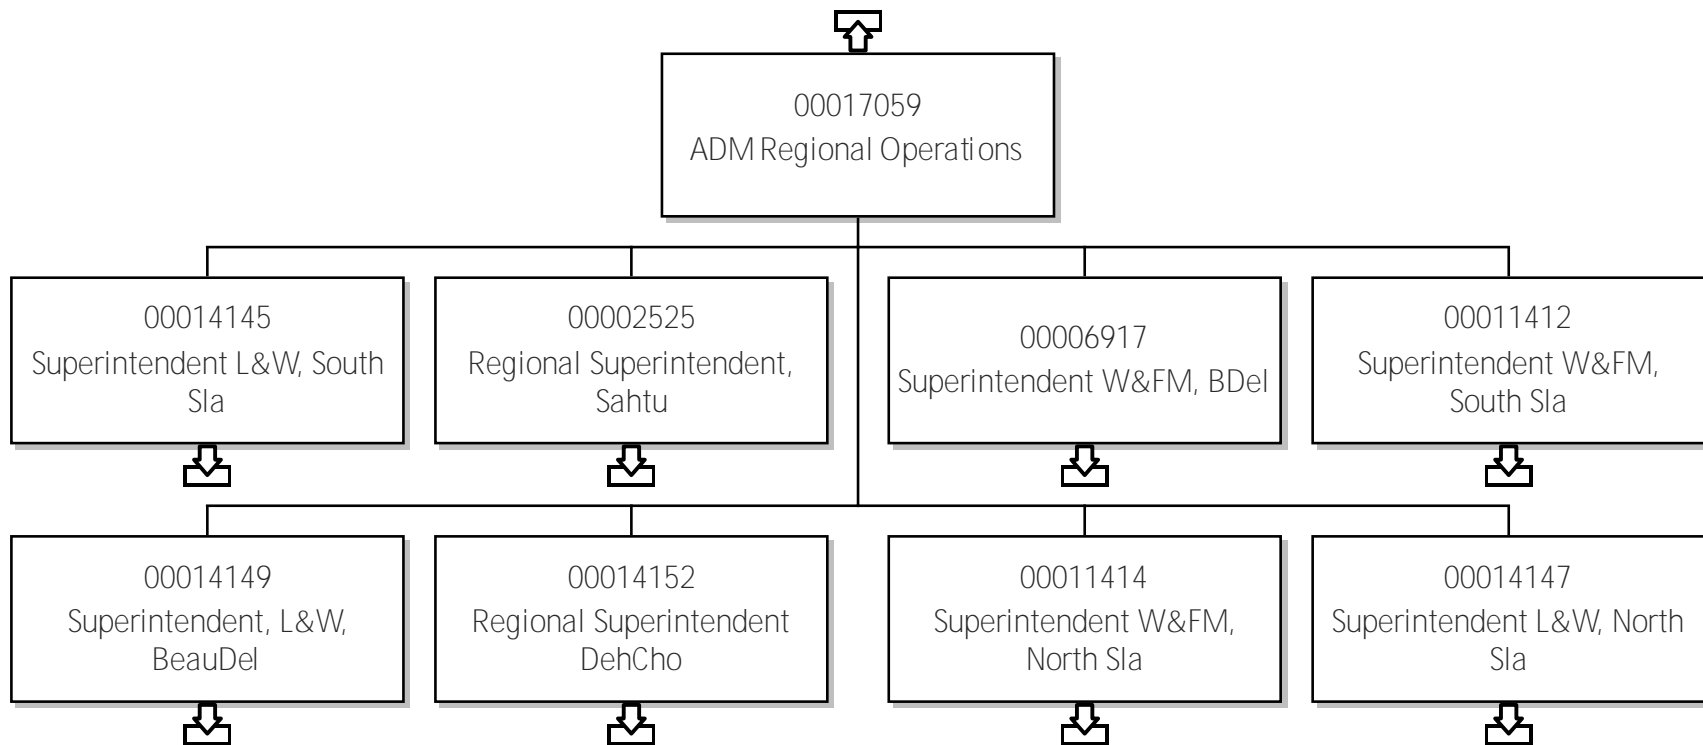 00017059
ADM Regional Operations
00014145
Superintendent L&W, South
Sla
00002525
Regional Superintendent,
Sahtu
00006917
Superintendent W&FM, BDel
00011412
Superintendent W&FM,
South Sla
00014149
Superintendent, L&W,
BeauDel
00014152
Regional Superintendent
DehCho
00011414
Superintendent W&FM,
North Sla
00014147
Superintendent L&W, North
Sla